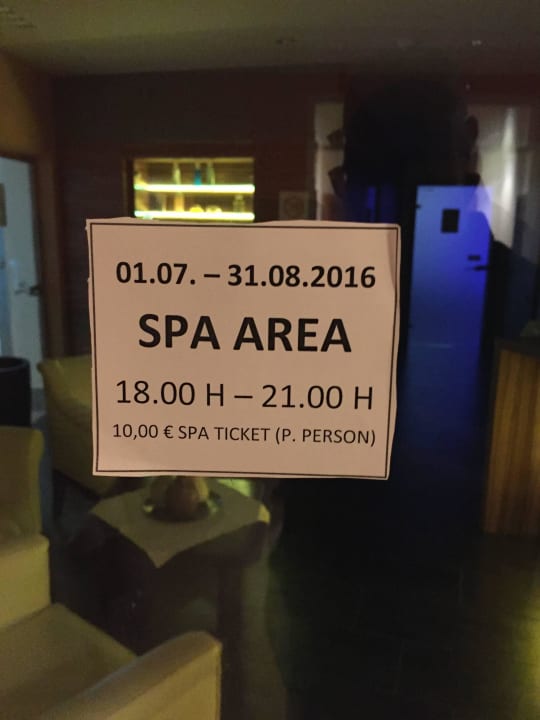 01.07. – 31.08.2016
SPA AREA
18.00 H – 21.00 H
10,00 € SPA TICKET (P. PERSON)